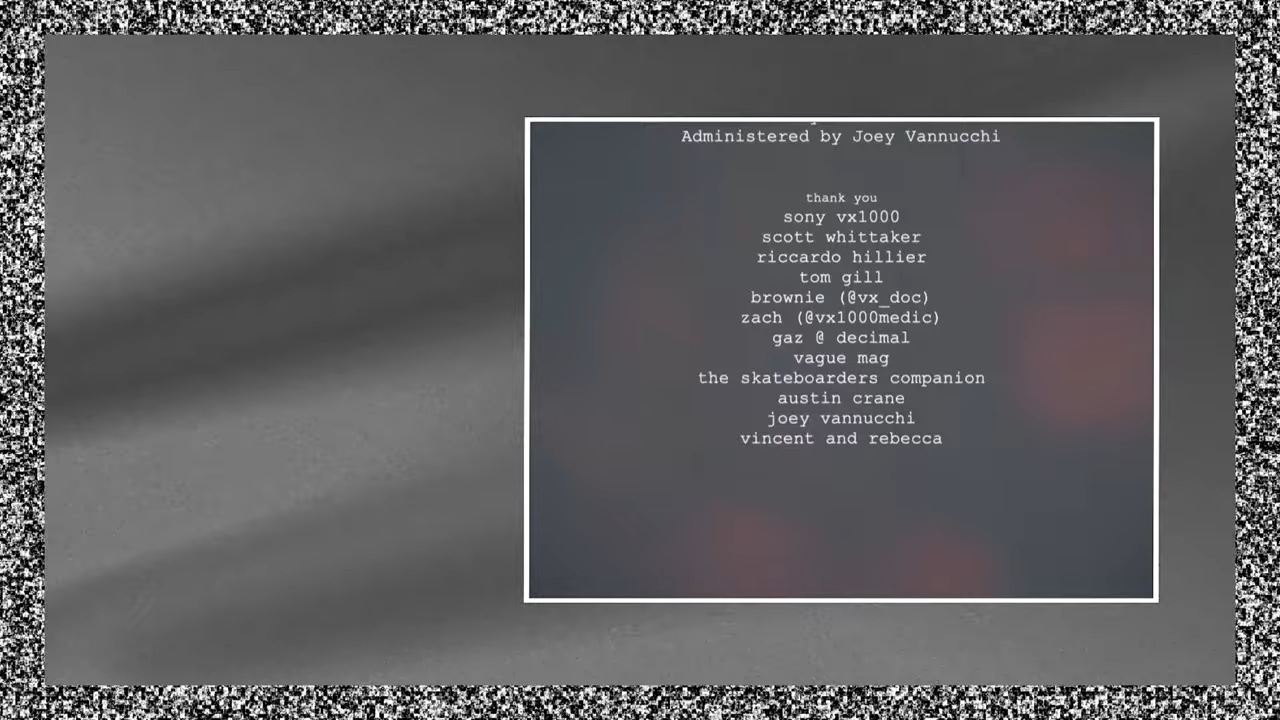 Administered by Joey Vannucchi
thank you
sony vx1000
scott whittaker
riccardo hillier
tom gill
brownie (@vx_doc)
zach (@vx1000medic)
gaz @ decimal
vague mag
the skateboarders companion
austin crane
joey vannucchi
vincent and rebecca